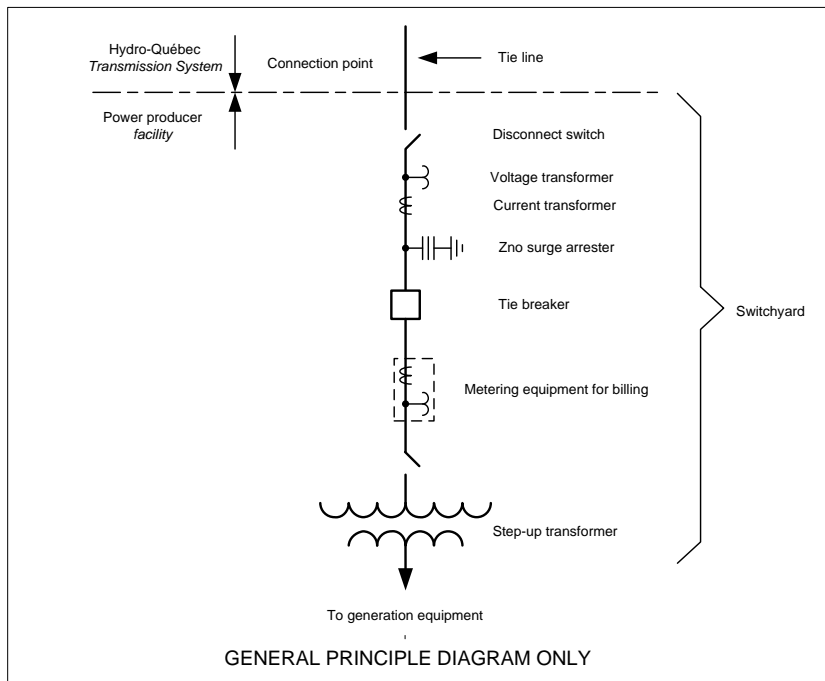 Hydro-Québec
Transmission System
Connection point
Tie line
Power producer
facility
Disconnect switch
Voltage transformer
Current transformer
Zno surge arrester
Tie breaker
Switchyard
Metering equipment for billing
Step-up transformer
To generation equipment
GENERAL PRINCIPLE DIAGRAM ONLY